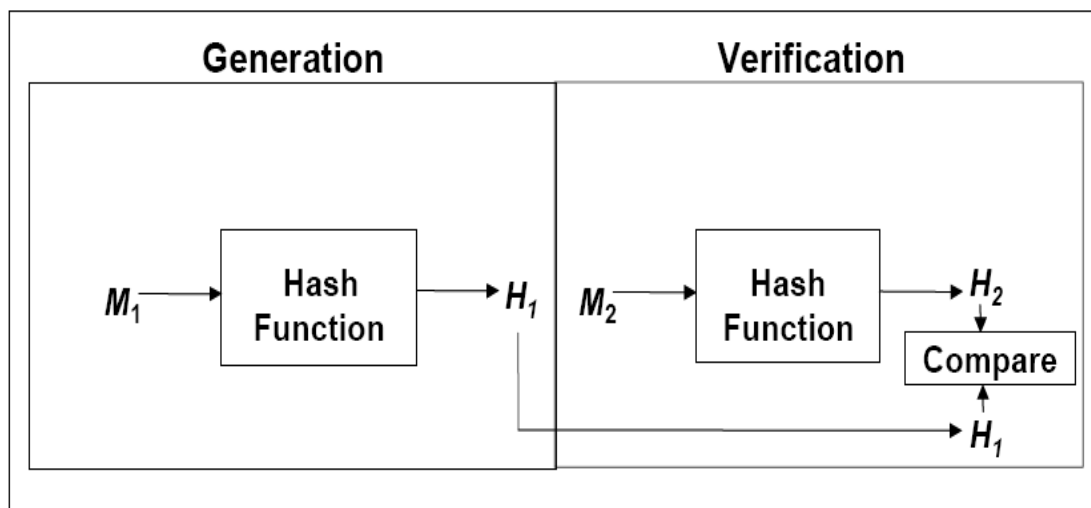 Generation
Verification
M₁
Hash
Function
H₁
M₂
Hash
Function
H₂
Compare
H₁